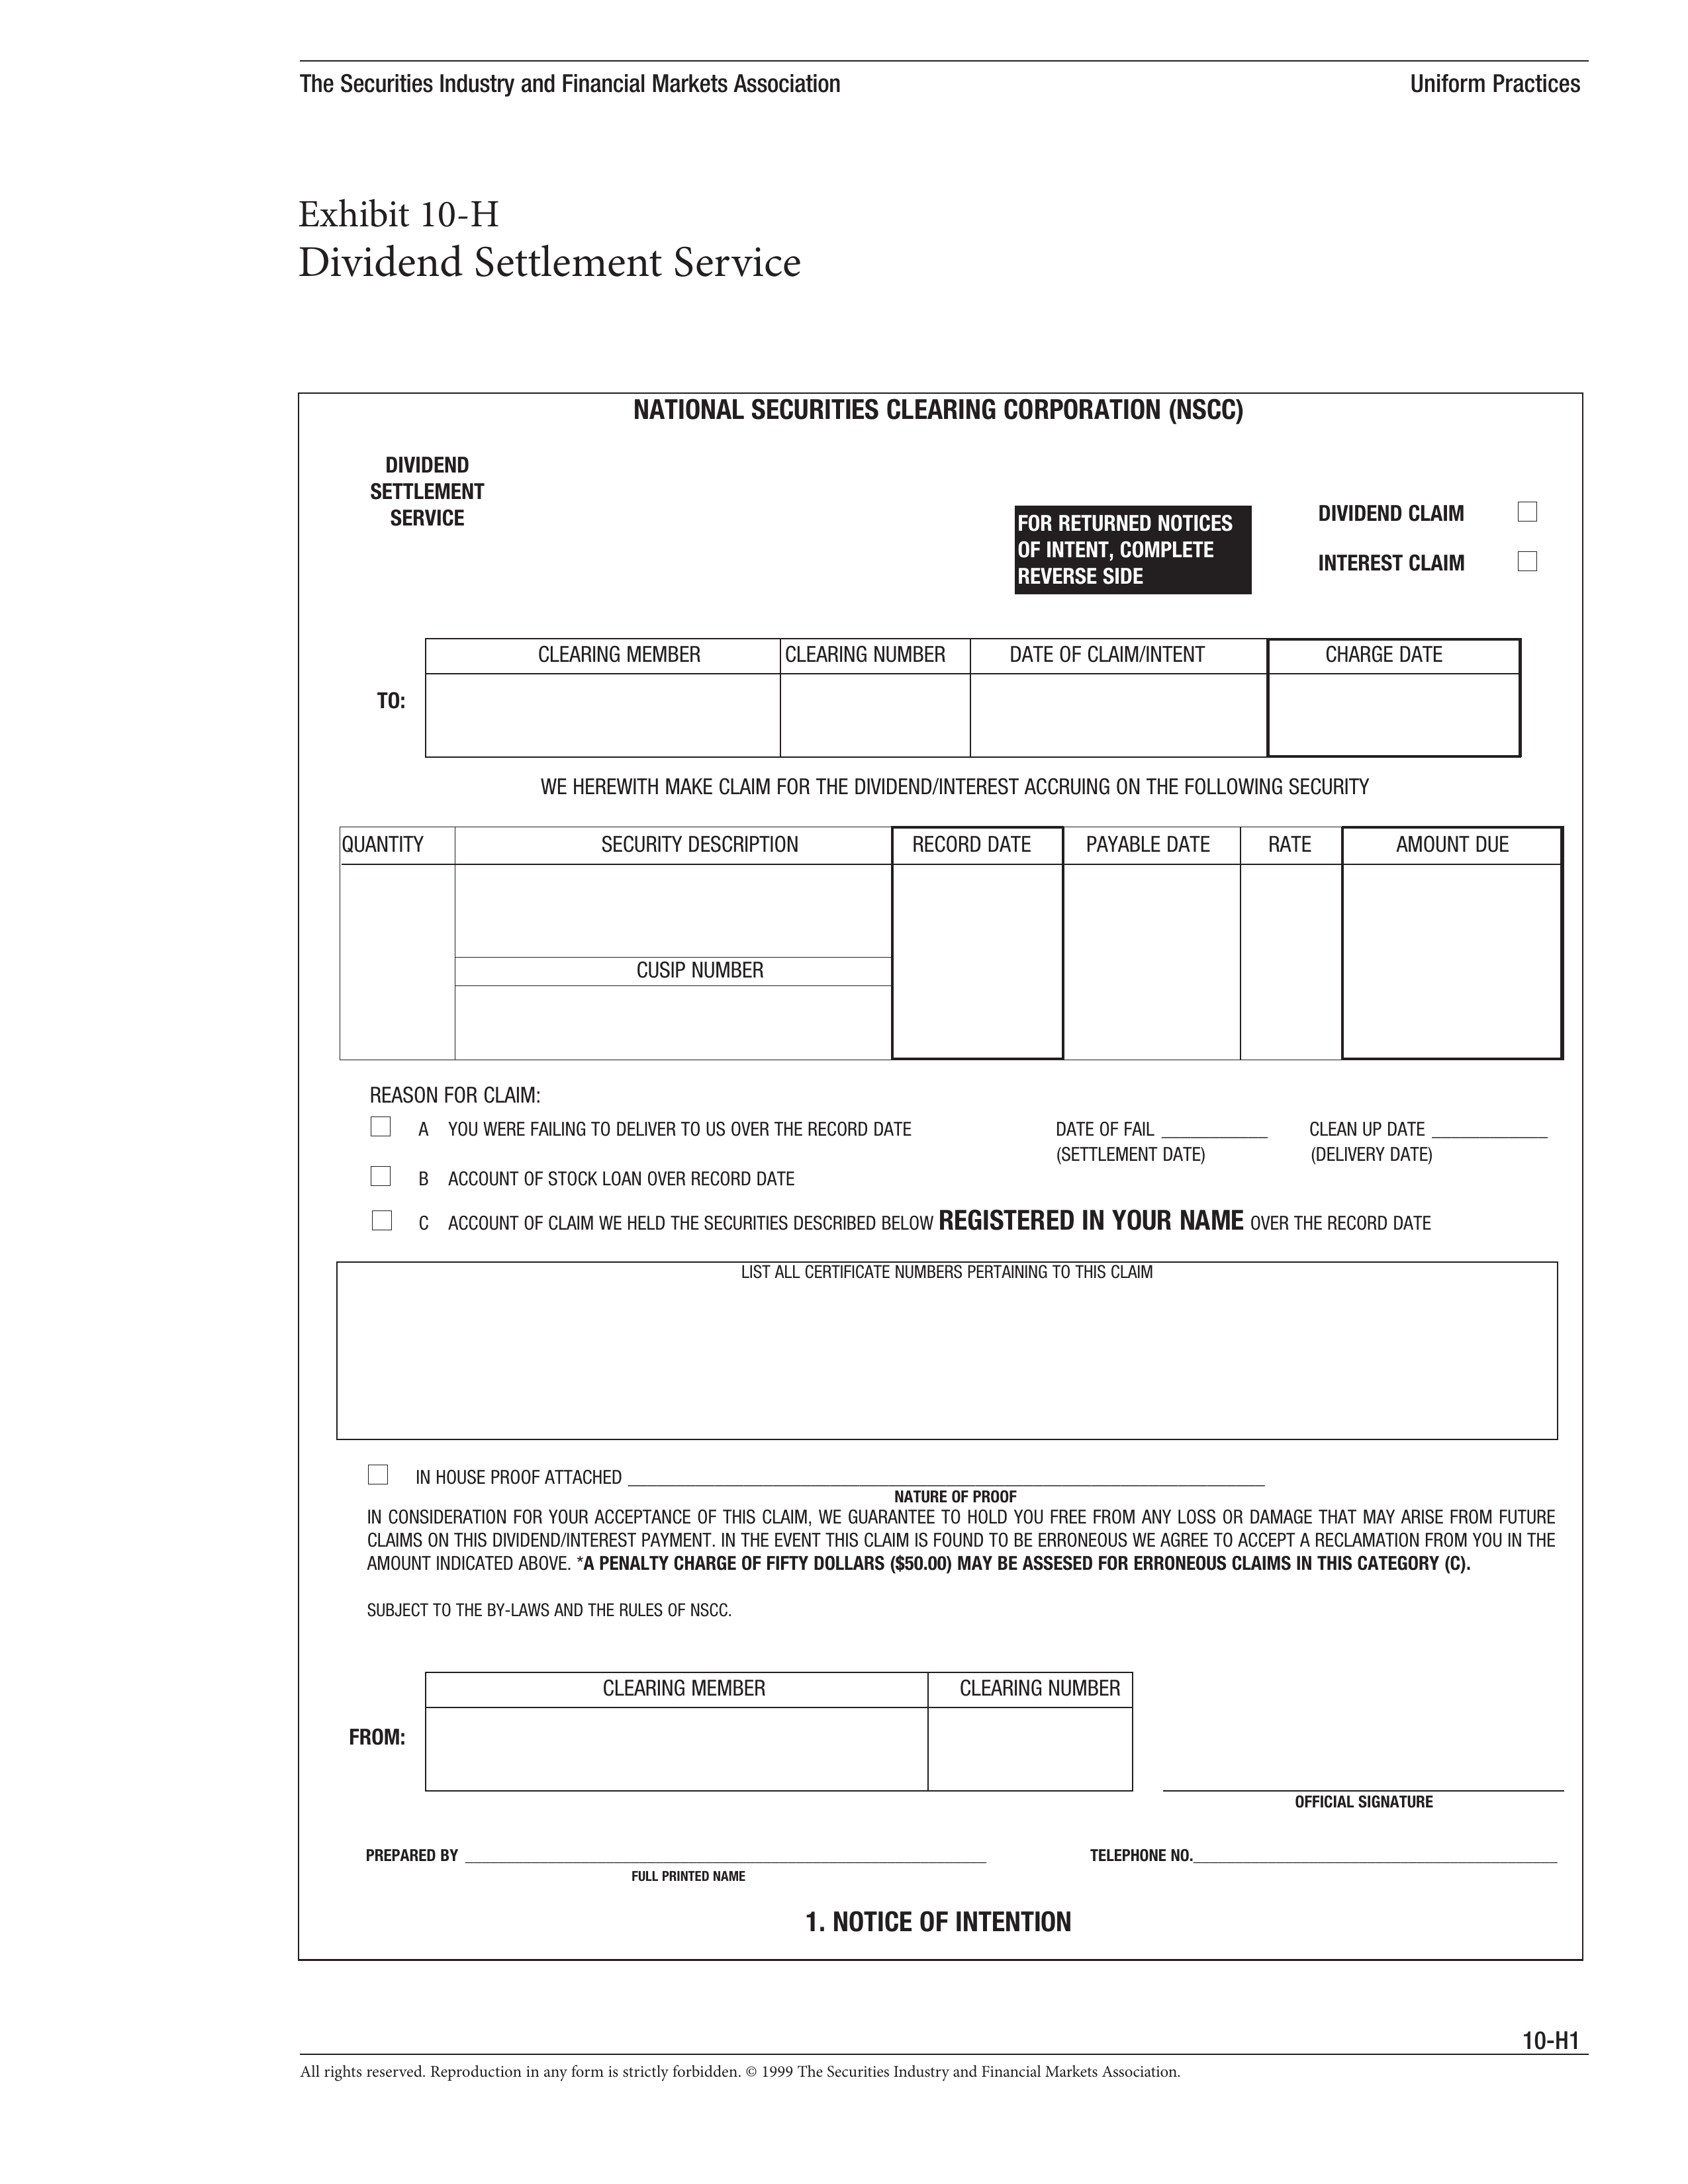 The Securities Industry and Financial Markets Association
Uniform Practices
Exhibit 10-H
Dividend Settlement Service
NATIONAL SECURITIES CLEARING CORPORATION (NSCC)
DIVIDEND
SETTLEMENT
SERVICE
FOR RETURNED NOTICES
OF INTENT, COMPLETE
REVERSE SIDE
DIVIDEND CLAIM
INTEREST CLAIM
TO:
CLEARING MEMBER
CLEARING NUMBER
DATE OF CLAIM/INTENT
CHARGE DATE
WE HEREWITH MAKE CLAIM FOR THE DIVIDEND/INTEREST ACCRUING ON THE FOLLOWING SECURITY
QUANTITY
SECURITY DESCRIPTION
RECORD DATE
PAYABLE DATE
RATE
AMOUNT DUE
CUSIP NUMBER
REASON FOR CLAIM:
A YOU WERE FAILING TO DELIVER TO US OVER THE RECORD DATE
DATE OF FAIL
CLEAN UP DATE
(SETTLEMENT DATE)
(DELIVERY DATE)
B ACCOUNT OF STOCK LOAN OVER RECORD DATE
C ACCOUNT OF CLAIM WE HELD THE SECURITIES DESCRIBED BELOW REGISTERED IN YOUR NAME OVER THE RECORD DATE
LIST ALL CERTIFICATE NUMBERS PERTAINING TO THIS CLAIM
IN HOUSE PROOF ATTACHED
NATURE OF PROOF
IN CONSIDERATION FOR YOUR ACCEPTANCE OF THIS CLAIM, WE GUARANTEE TO HOLD YOU FREE FROM ANY LOSS OR DAMAGE THAT MAY ARISE FROM FUTURE
CLAIMS ON THIS DIVIDEND/INTEREST PAYMENT. IN THE EVENT THIS CLAIM IS FOUND TO BE ERRONEOUS WE AGREE TO ACCEPT A RECLAMATION FROM YOU IN THE
AMOUNT INDICATED ABOVE. *A PENALTY CHARGE OF FIFTY DOLLARS ($50.00) MAY BE ASSESED FOR ERRONEOUS CLAIMS IN THIS CATEGORY (C).
SUBJECT TO THE BY-LAWS AND THE RULES OF NSCC.
FROM:
CLEARING MEMBER
CLEARING NUMBER
OFFICIAL SIGNATURE
PREPARED BY
TELEPHONE NO.
FULL PRINTED NAME
1. NOTICE OF INTENTION
10-H1
All rights reserved. Reproduction in any form is strictly forbidden. © 1999 The Securities Industry and Financial Markets Association.